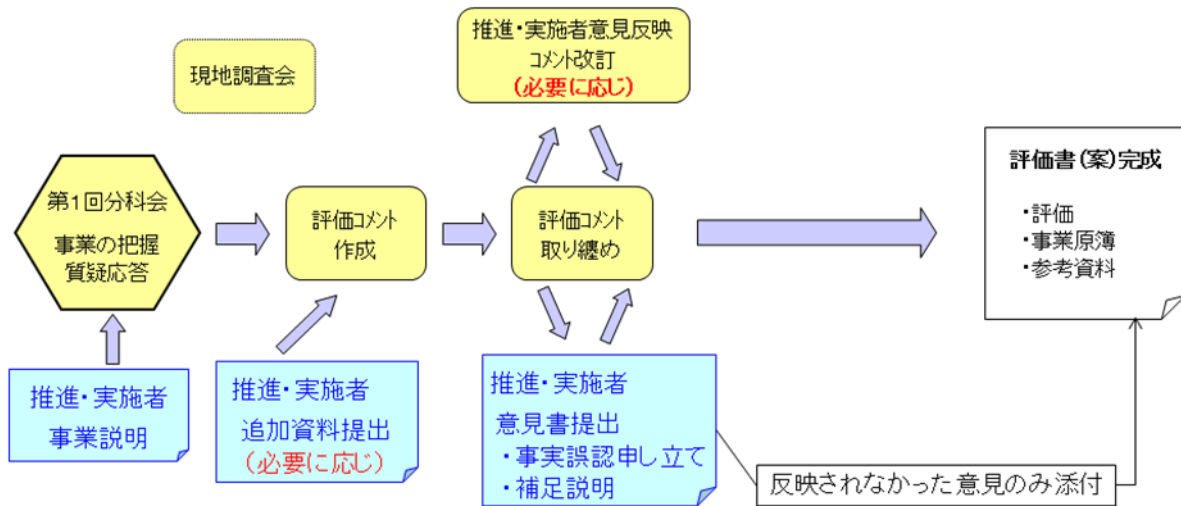 現地調査会
推進・実施者意見反映
コメント改訂
(必要に応じ)
第1回分科会
事業の把握
質疑応答
評価コメント
作成
評価コメント
取り纏め
評価書(案)完成
・評価
・事業原簿
・参考資料
推進・実施者
事業説明
推進・実施者
追加資料提出
(必要に応じ)
推進・実施者
意見書提出
・事実誤認申し立て
・補足説明
反映されなかった意見のみ添付